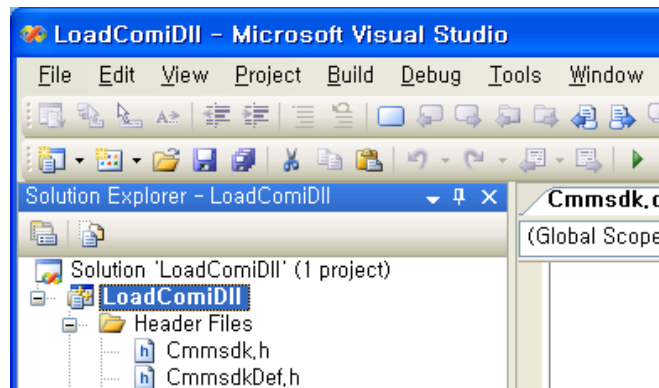 LoadComiDll - Microsoft Visual Studio
File Edit View Project Build Debug Tools Window
Solution Explorer - LoadComiDll
Cmmsdk.c
(Global Scope
Solution 'LoadComiDll' (1 project)
LoadComiDll
Header Files
Cmmsdk.h
CmmsdkDef.h